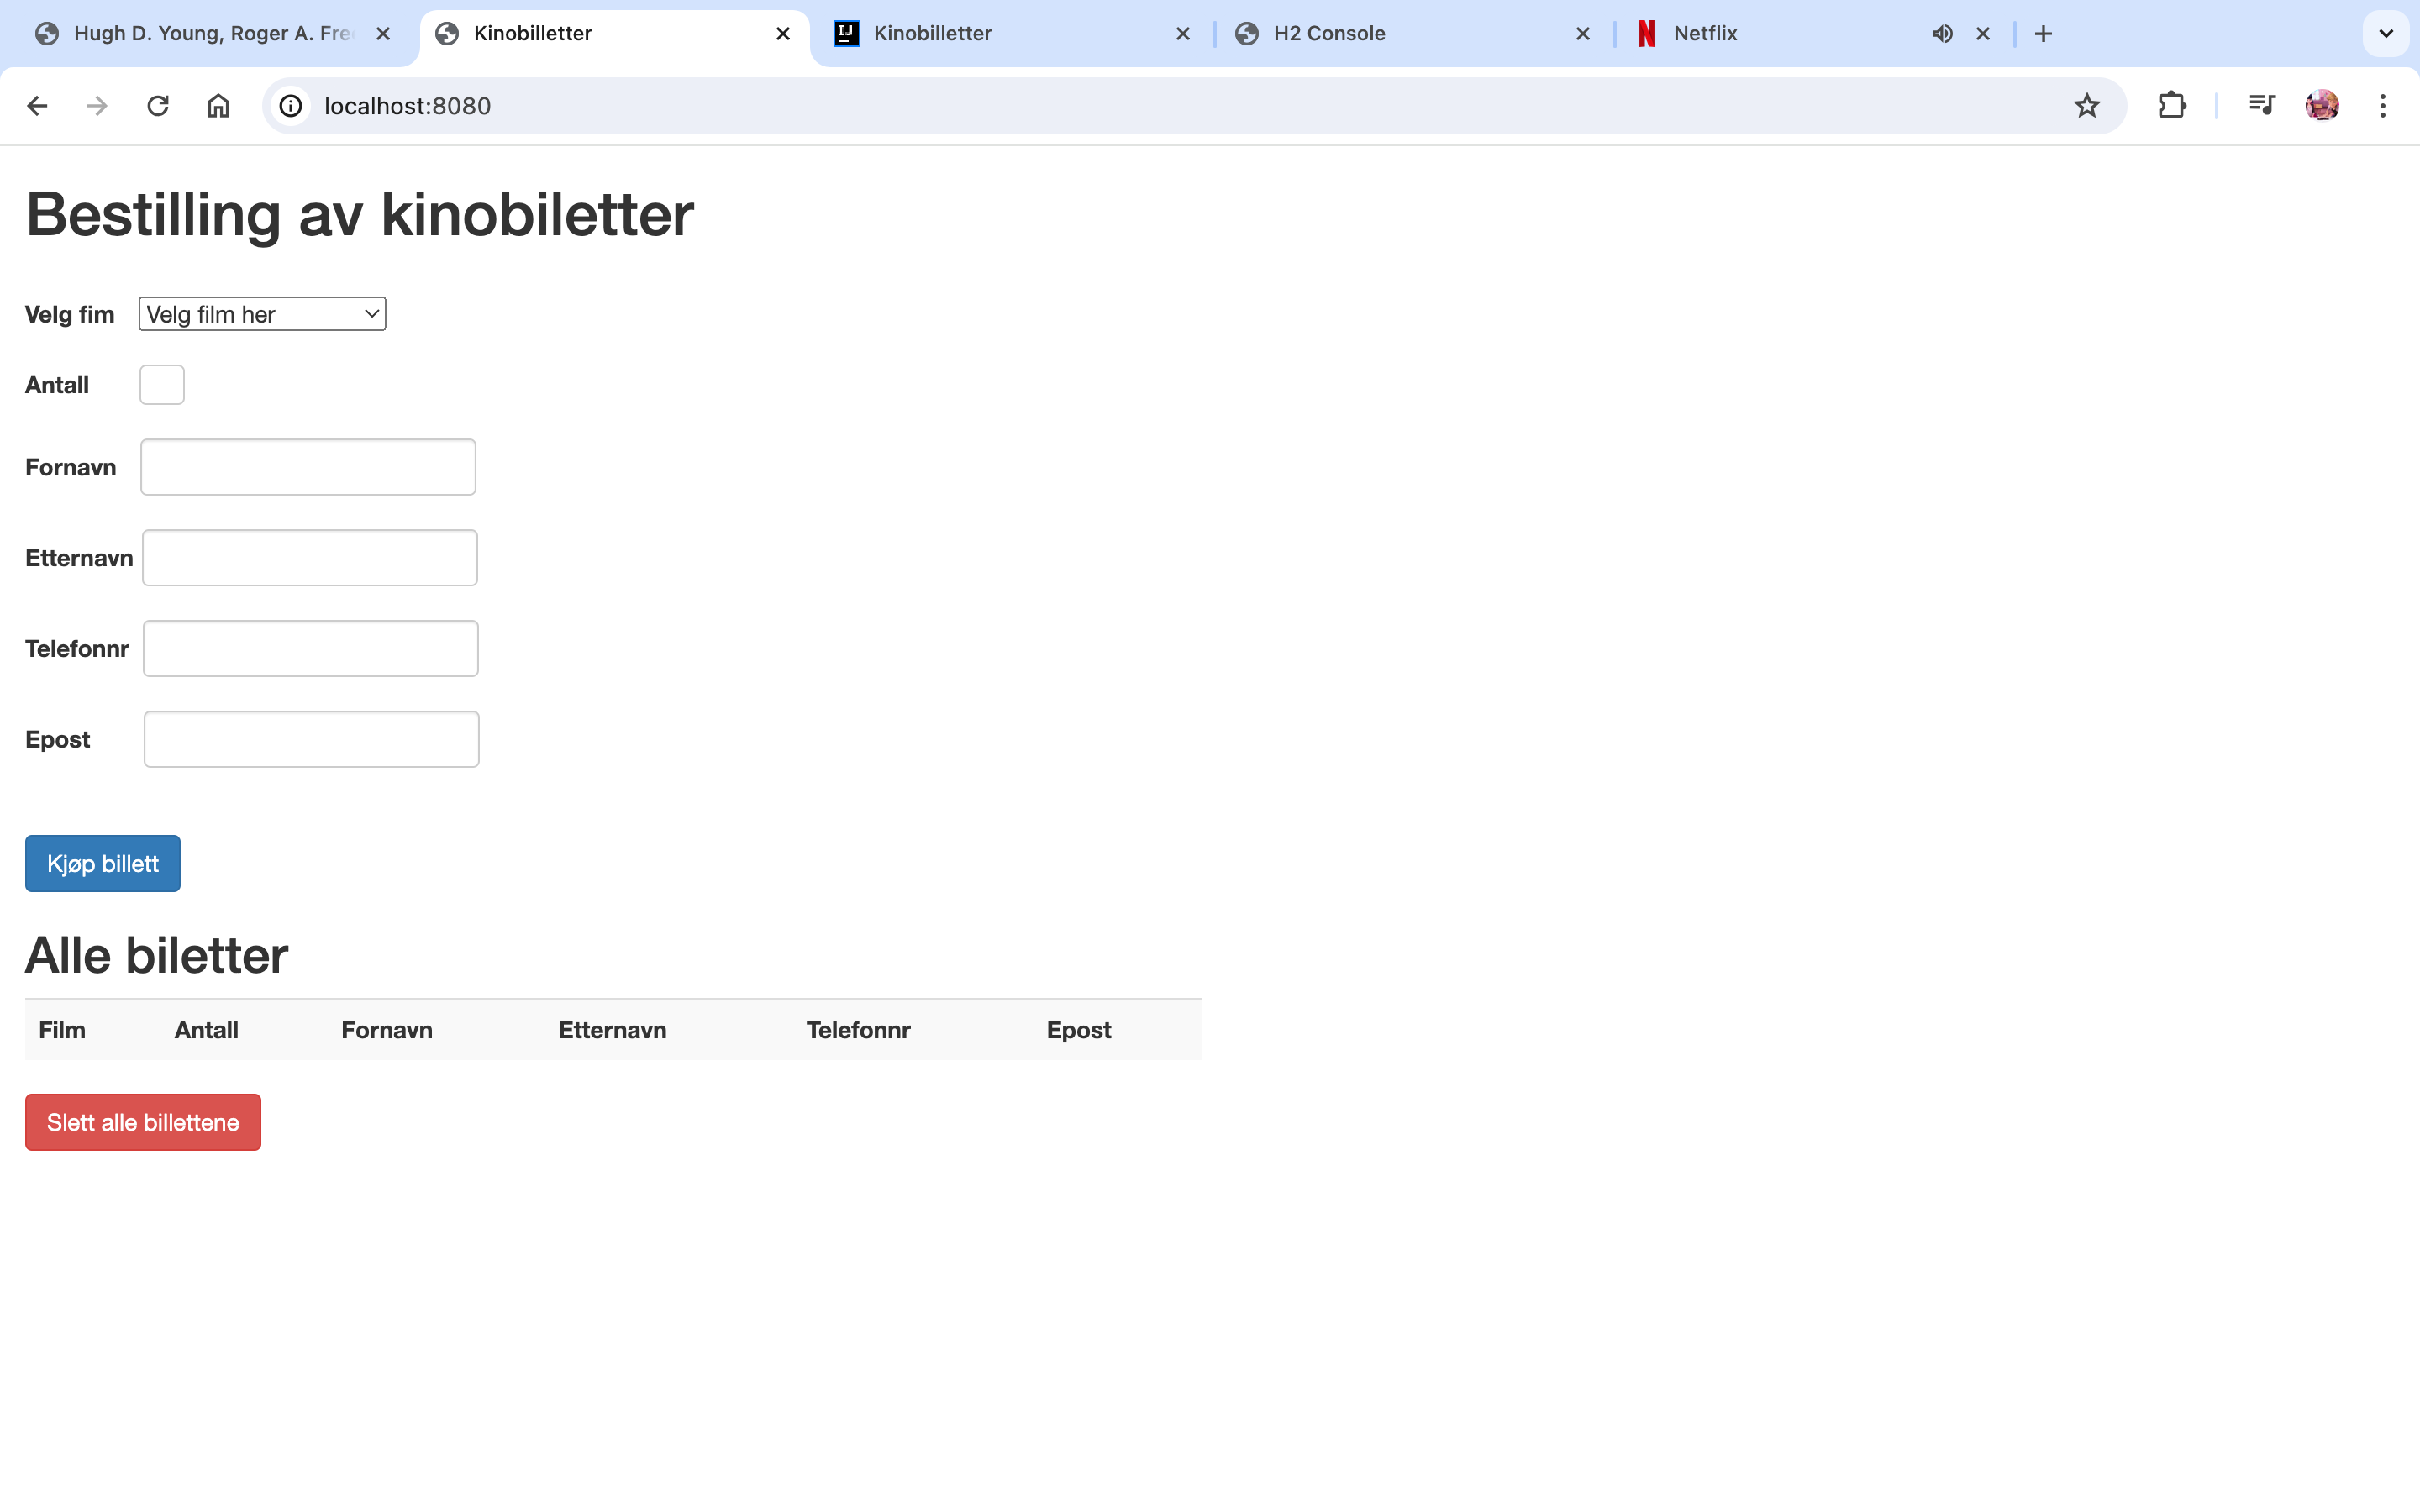 Hugh D. Young, Roger A. Fre
Kinobilletter
Kinobilletter
H2 Console
Netflix
localhost:8080
Bestilling av kinobiletter
Velg fim Velg film her
Antall
Fornavn
Etternavn
Telefonnr
Epost
Kjøp billett
Alle biletter
Film Antall Fornavn Etternavn Telefonnr Epost
Slett alle billettene